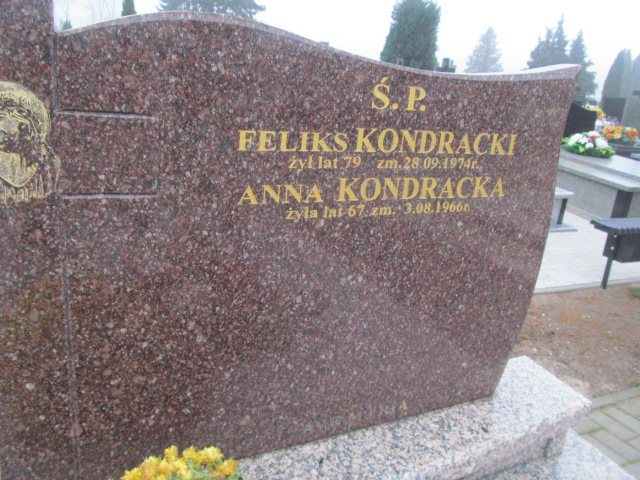 Ś.P.
FELIKS KONDRACKI
żył lat 79 zm.28.09.1974r.
ANNA KONDRACKA
żyła lat 67 zm. 3.08.1966r.